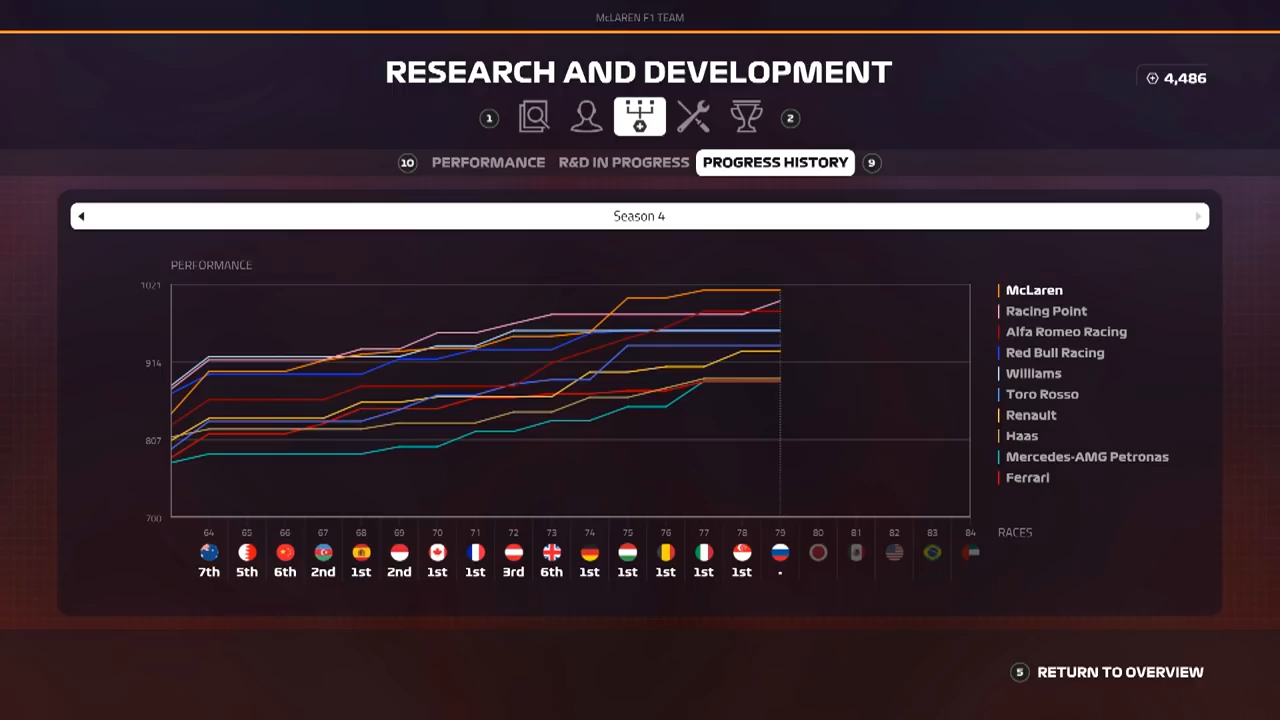 McLAREN F1 TEAM
RESEARCH AND DEVELOPMENT
4,486
1 2
10 PERFORMANCE R&D IN PROGRESS PROGRESS HISTORY 9
Season 4
PERFORMANCE
1021
914
807
700
McLaren
Racing Point
Alfa Romeo Racing
Red Bull Racing
Williams
Toro Rosso
Renault
Haas
Mercedes-AMG Petronas
Ferrari
64 65 66 67 68 69 70 71 72 73 74 75 76 77 78 79 80 81 82 83 84 RACES
7th 5th 6th 2nd 1st 2nd 1st 1st 3rd 6th 1st 1st 1st 1st 1st -
5 RETURN TO OVERVIEW